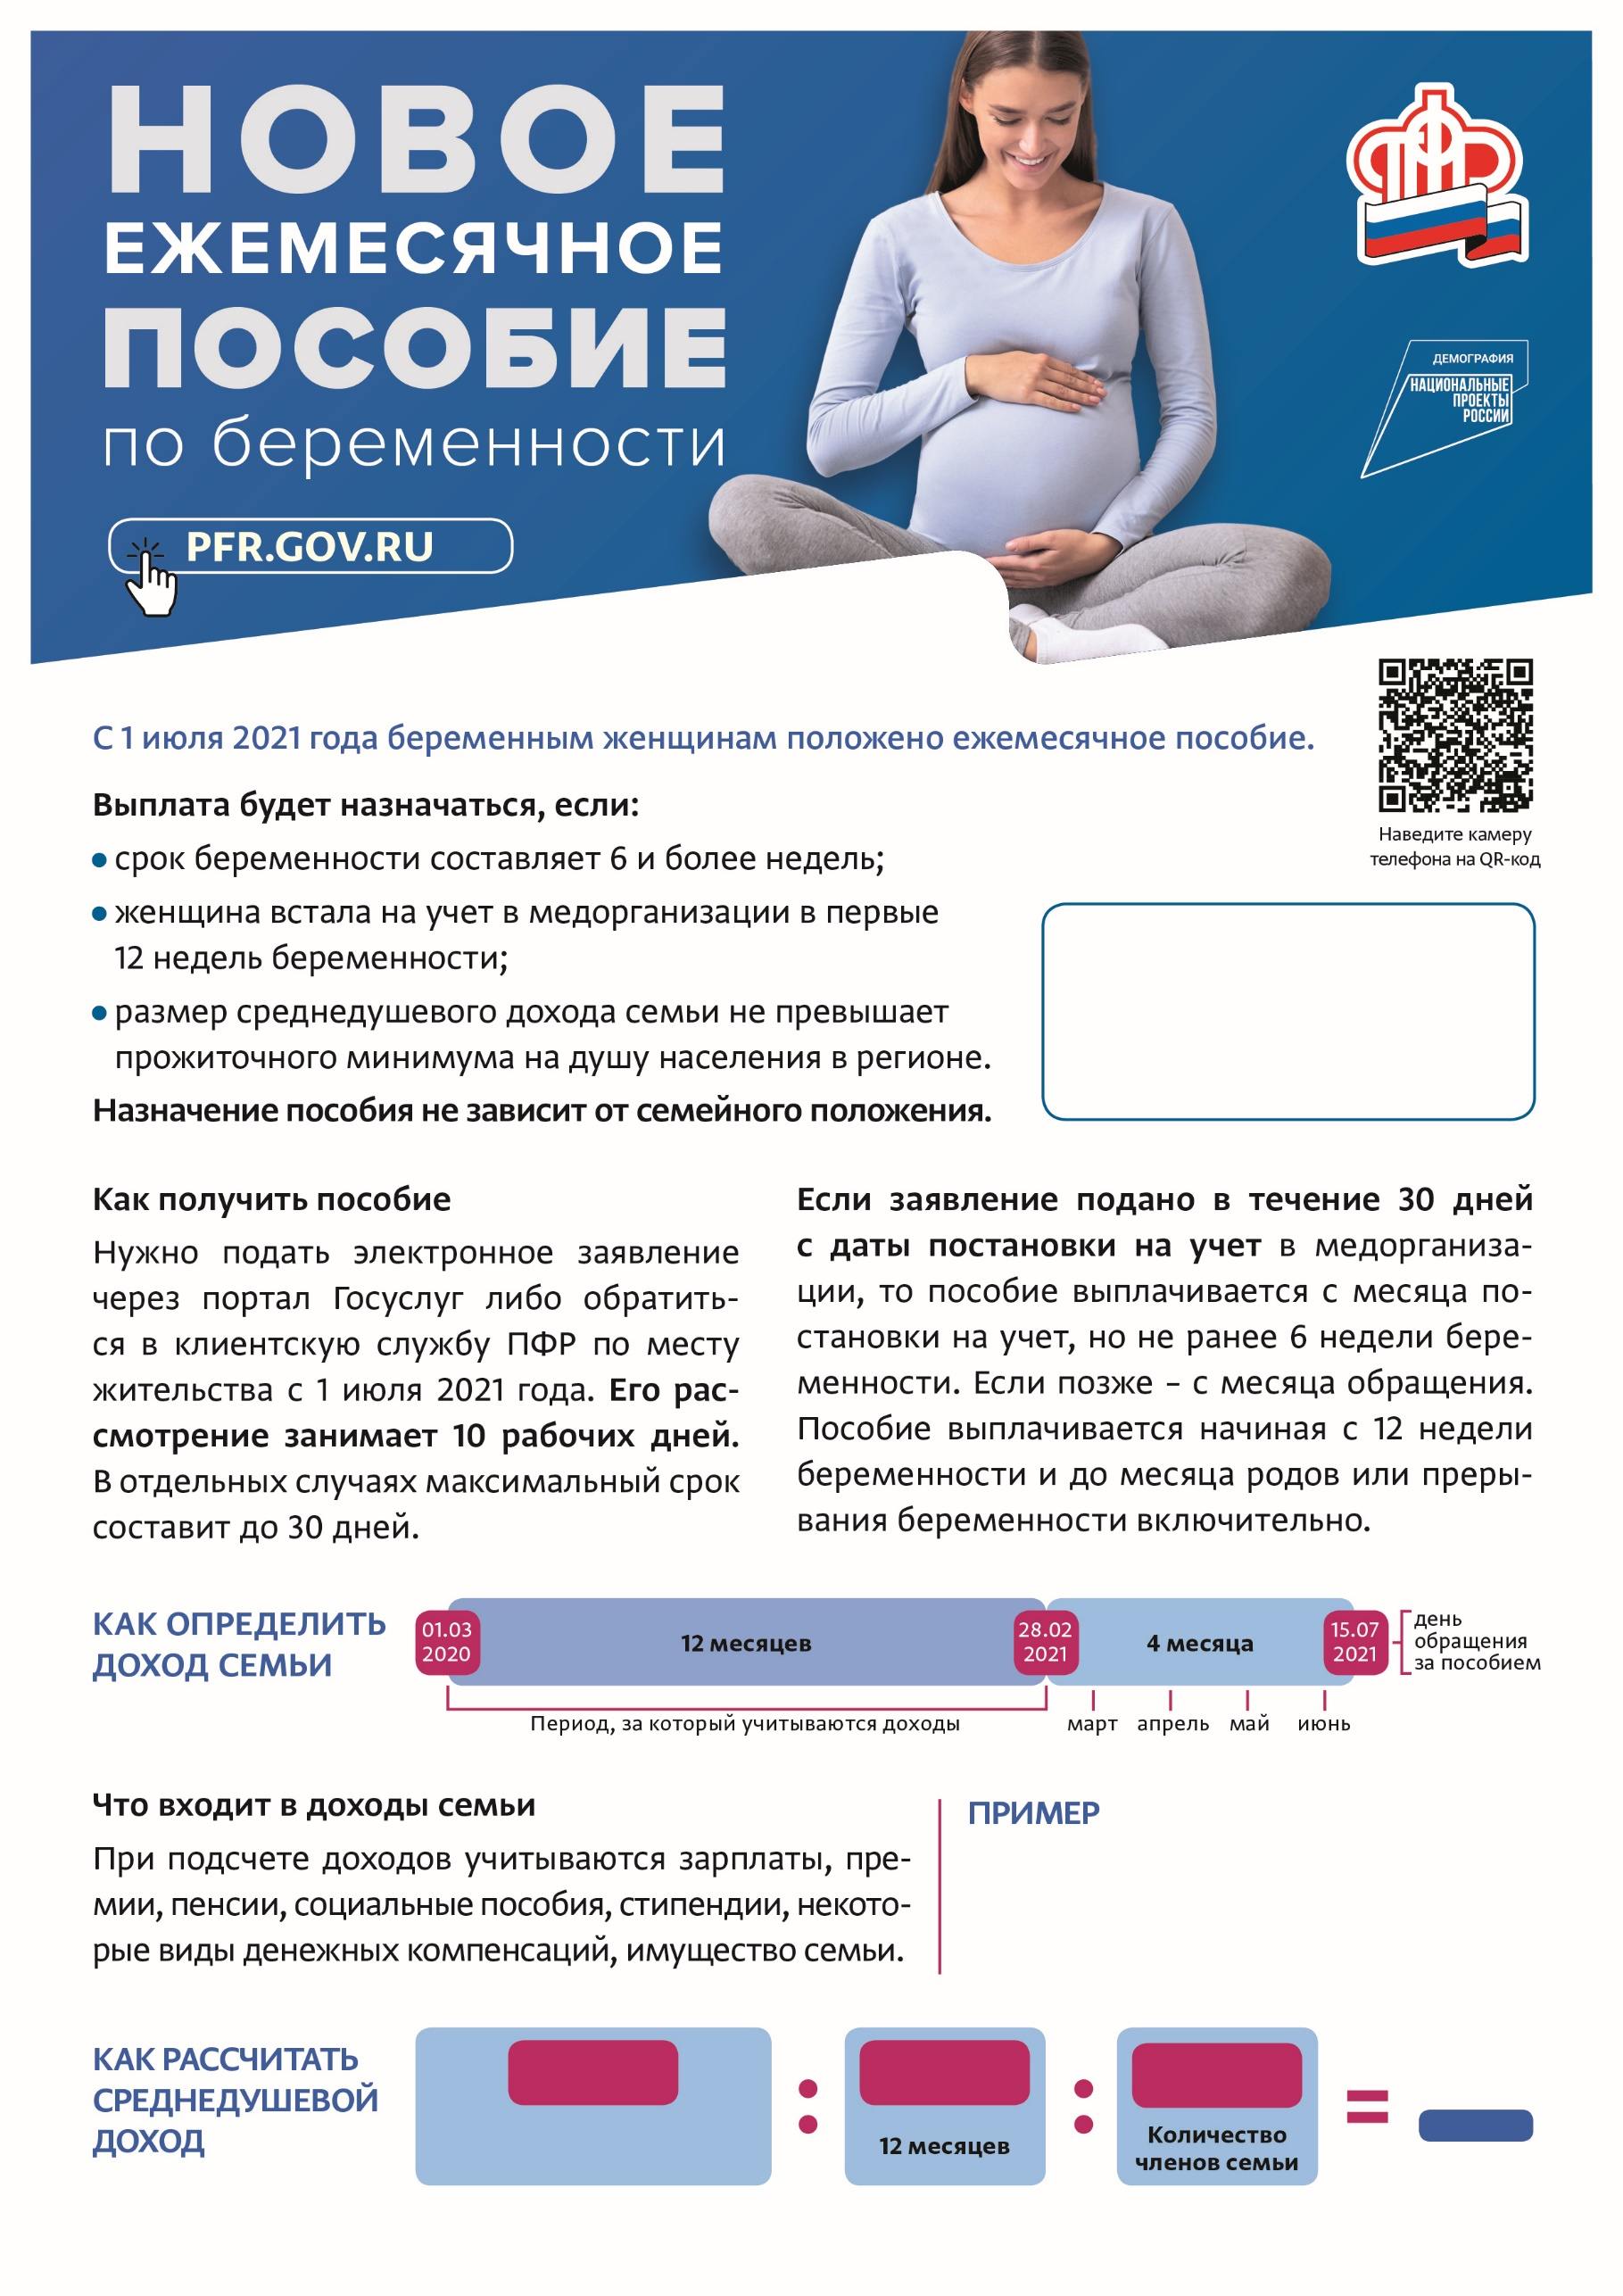 НОВОЕ
ЕЖЕМЕСЯЧНОЕ
ПОСОБИЕ
по беременности
PFR.GOV.RU
ПФР
ДЕМОГРАФИЯ
НАЦИОНАЛЬНЫЕ
ПРОЕКТЫ
РОССИИ
С 1 июля 2021 года беременным женщинам положено ежемесячное пособие.
Наведите камеру
телефона на QR-код
Выплата будет назначаться, если:
• срок беременности составляет 6 и более недель;
• женщина встала на учет в медорганизации в первые
12 недель беременности;
• размер среднедушевого дохода семьи не превышает
прожиточного минимума на душу населения в регионе.
Назначение пособия не зависит от семейного положения.
Как получить пособие
Нужно подать электронное заявление
через портал Госуслуг либо обратить-
ся в клиентскую службу ПФР по месту
жительства с 1 июля 2021 года. Его рас-
смотрение занимает 10 рабочих дней.
В отдельных случаях максимальный срок
составит до 30 дней.
Если заявление подано в течение 30 дней
с даты постановки на учет в медорганиза-
ции, то пособие выплачивается с месяца по-
становки на учет, но не ранее 6 недели бере-
менности. Если позже – с месяца обращения.
Пособие выплачивается начиная с 12 недели
беременности и до месяца родов или преры-
вания беременности включительно.
КАК ОПРЕДЕЛИТЬ
ДОХОД СЕМЬИ
01.03
2020
12 месяцев
28.02
2021
4 месяца
15.07
2021
день
обращения
за пособием
Период, за который учитываются доходы
март апрель май июнь
Что входит в доходы семьи
При подсчете доходов учитываются зарплаты, пре-
мии, пенсии, социальные пособия, стипендии, некото-
рые виды денежных компенсаций, имущество семьи.
ПРИМЕР
КАК РАССЧИТАТЬ
СРЕДНЕДУШЕВОЙ
ДОХОД
:
12 месяцев
:
Количество
членов семьи
=